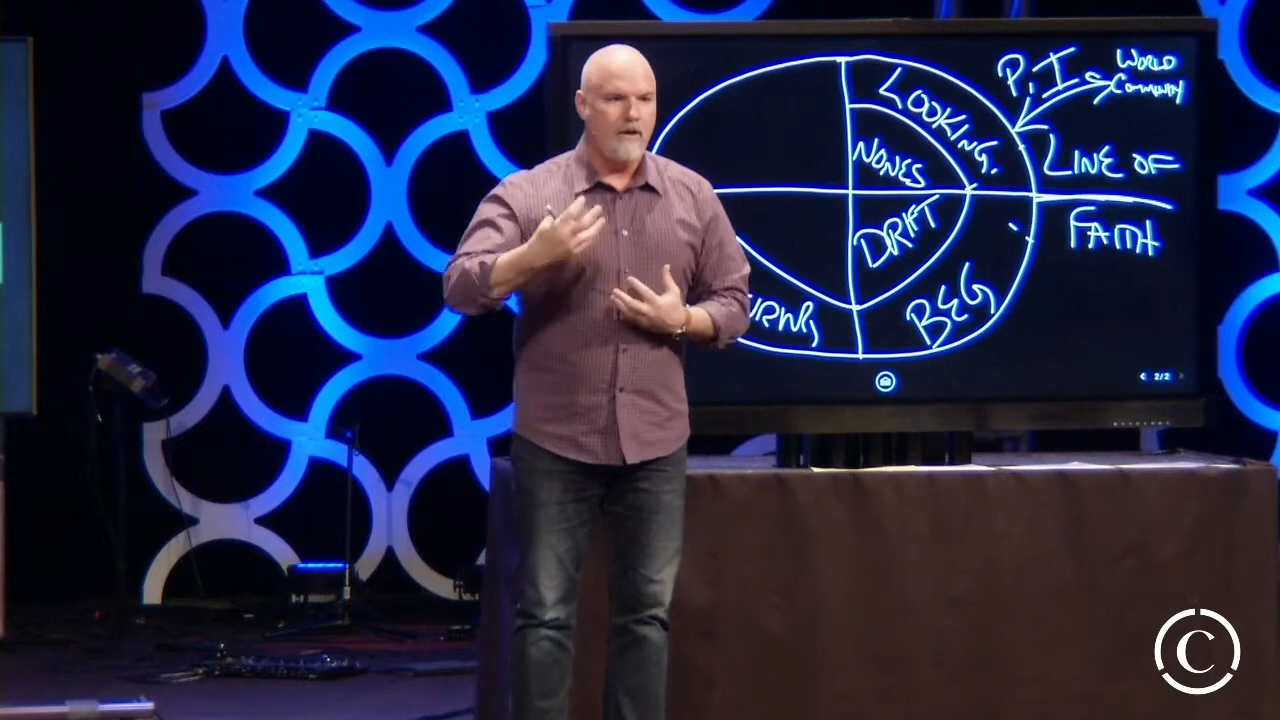 LOOKING.
P, I
WORLD
COMMUNITY
NONES
LINE OF
DRIFT
FAITH
BEG
2/2
C